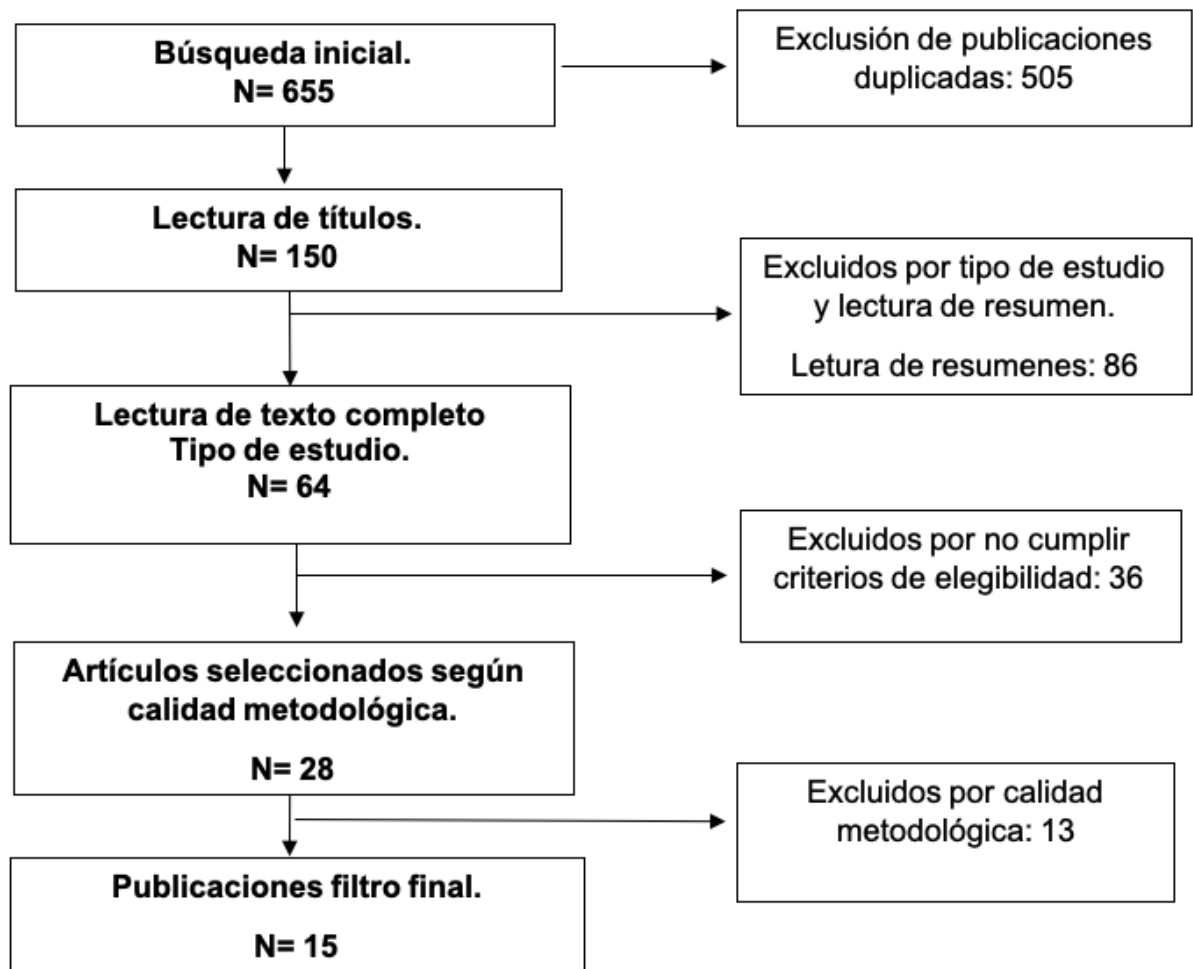 Búsqueda inicial.
N= 655
Exclusión de publicaciones
duplicadas: 505
Lectura de títulos.
N= 150
Excluidos por tipo de estudio
y lectura de resumen.
Letura de resumenes: 86
Lectura de texto completo
Tipo de estudio.
N= 64
Excluidos por no cumplir
criterios de elegibilidad: 36
Artículos seleccionados según
calidad metodológica.
N= 28
Excluidos por calidad
metodológica: 13
Publicaciones filtro final.
N= 15